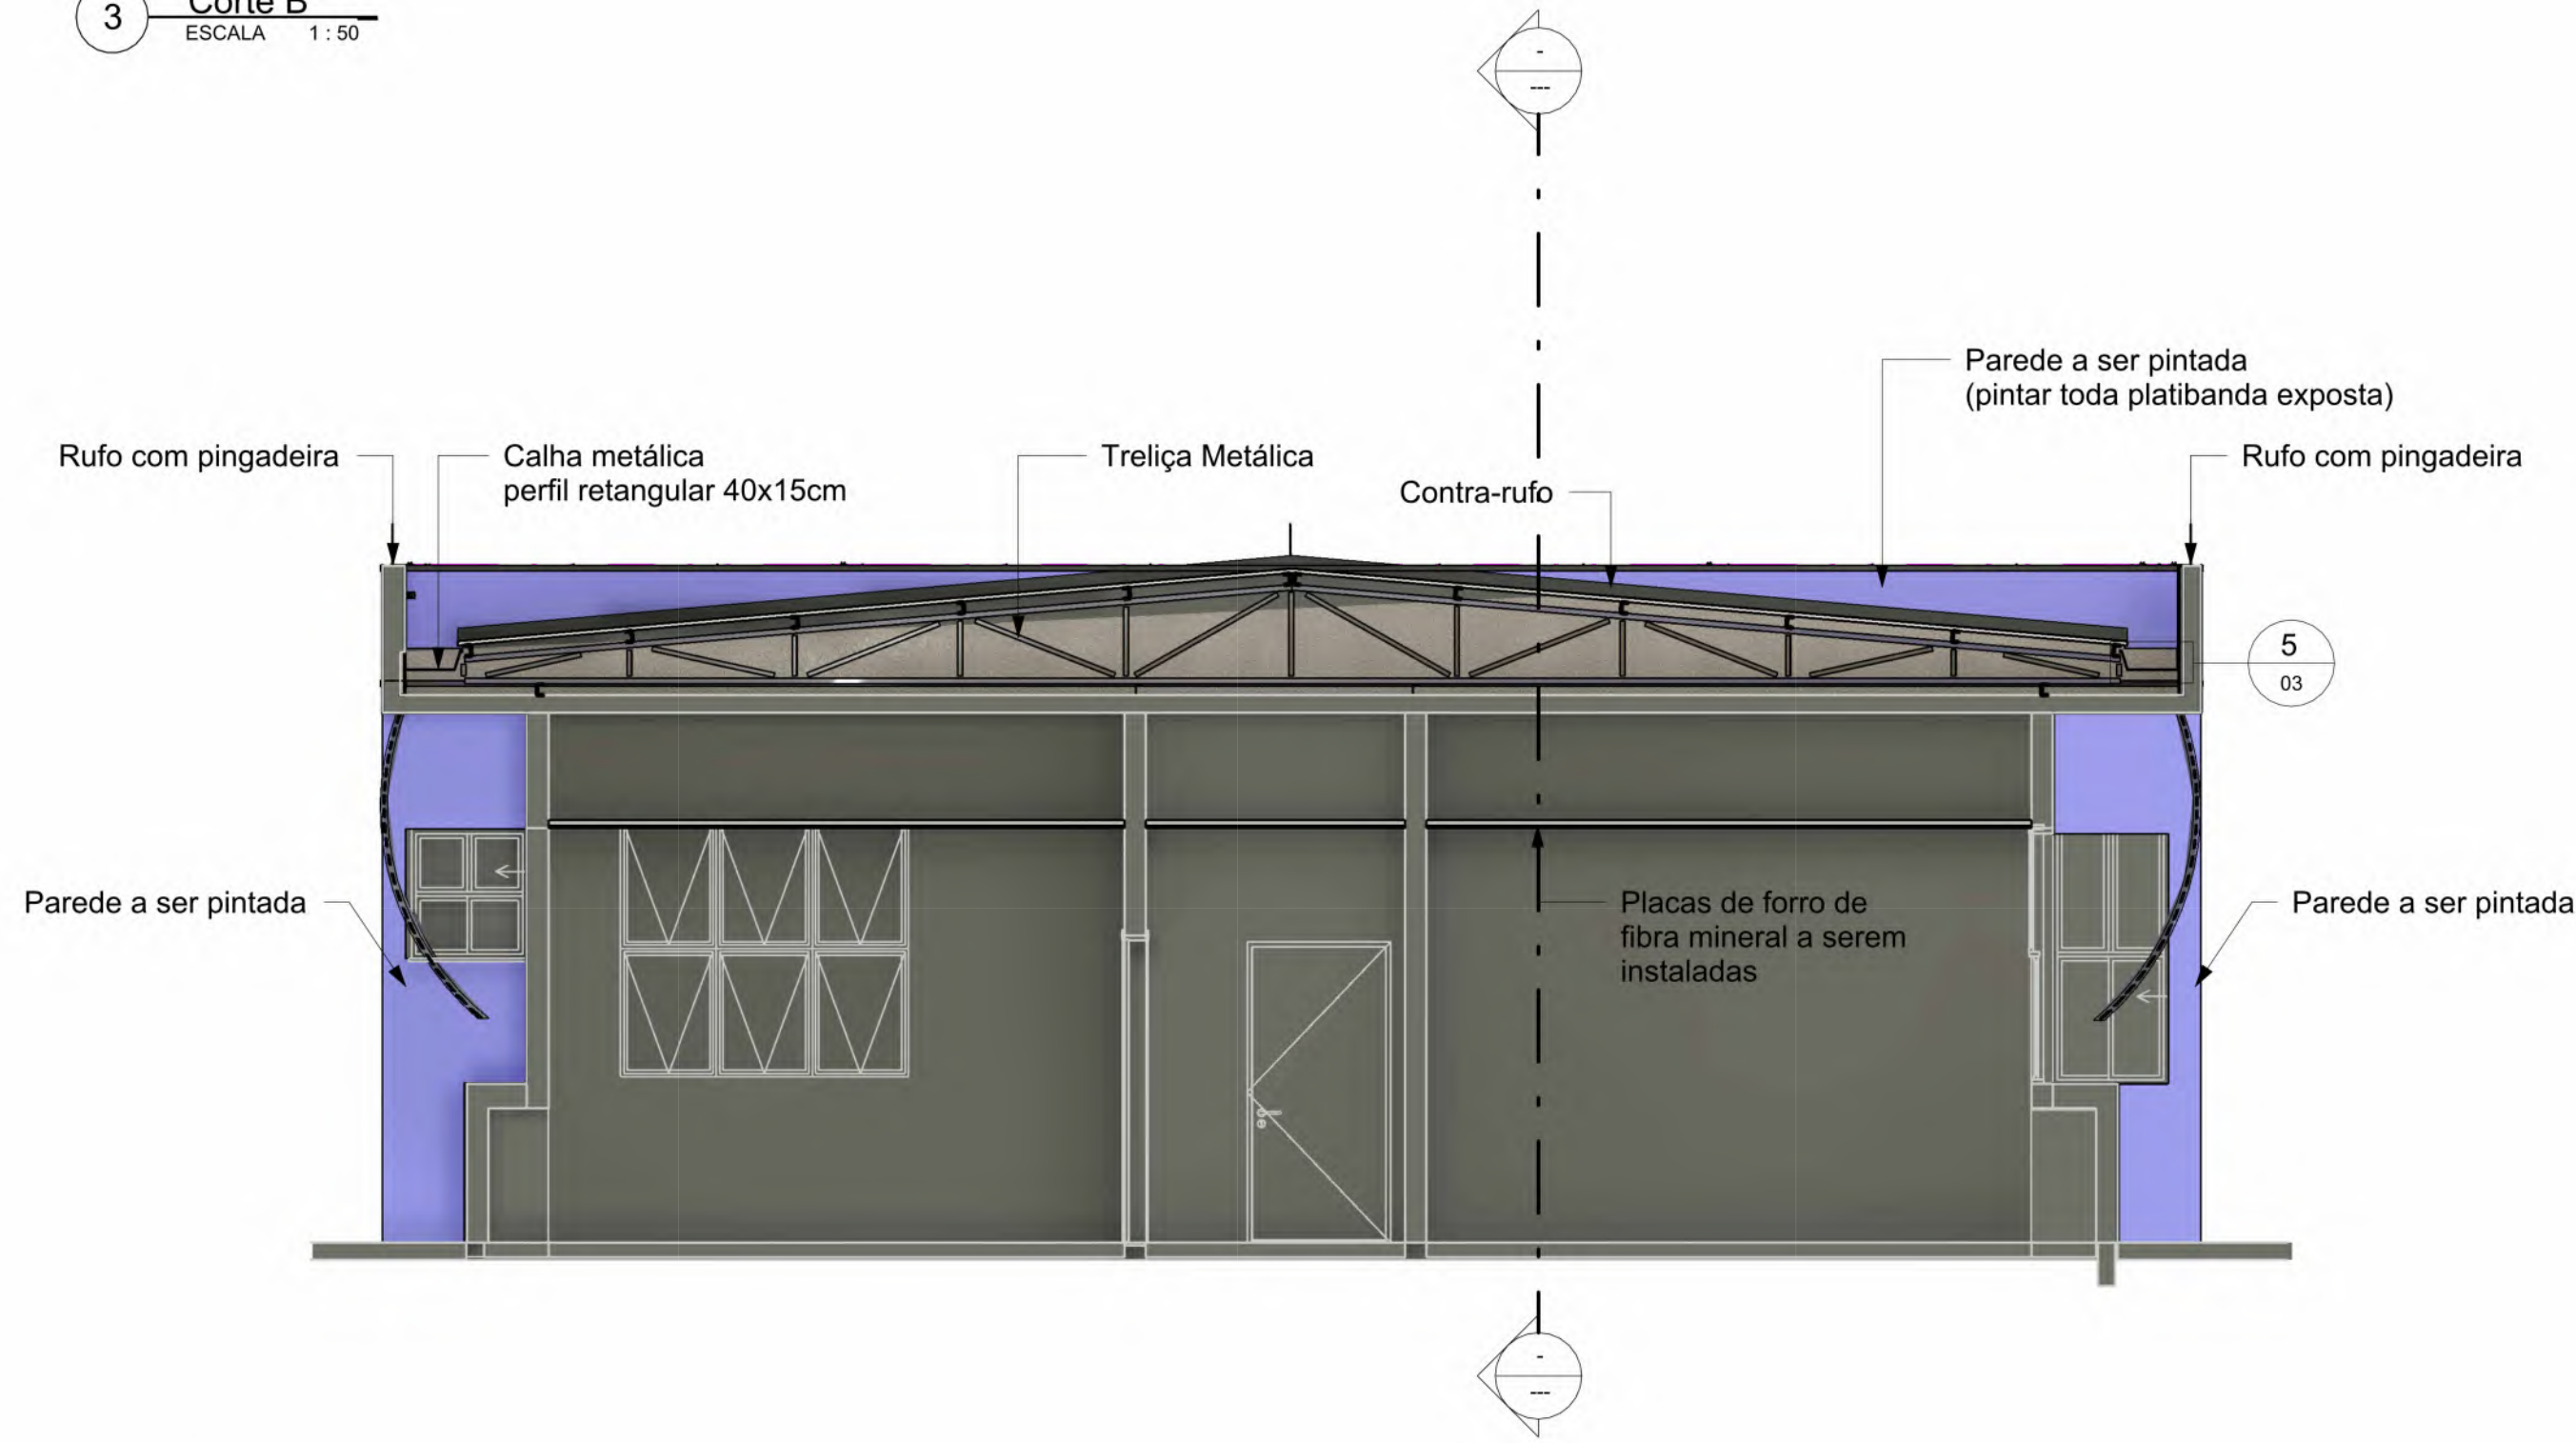 3
Corte B
ESCALA 1 : 50
-
---
Parede a ser pintada
(pintar toda platibanda exposta)
Rufo com pingadeira
Calha metálica
perfil retangular 40x15cm
Treliça Metálica
Contra-rufo
Rufo com pingadeira
5
03
Parede a ser pintada
Placas de forro de
fibra mineral a serem
instaladas
Parede a ser pintada
-
---